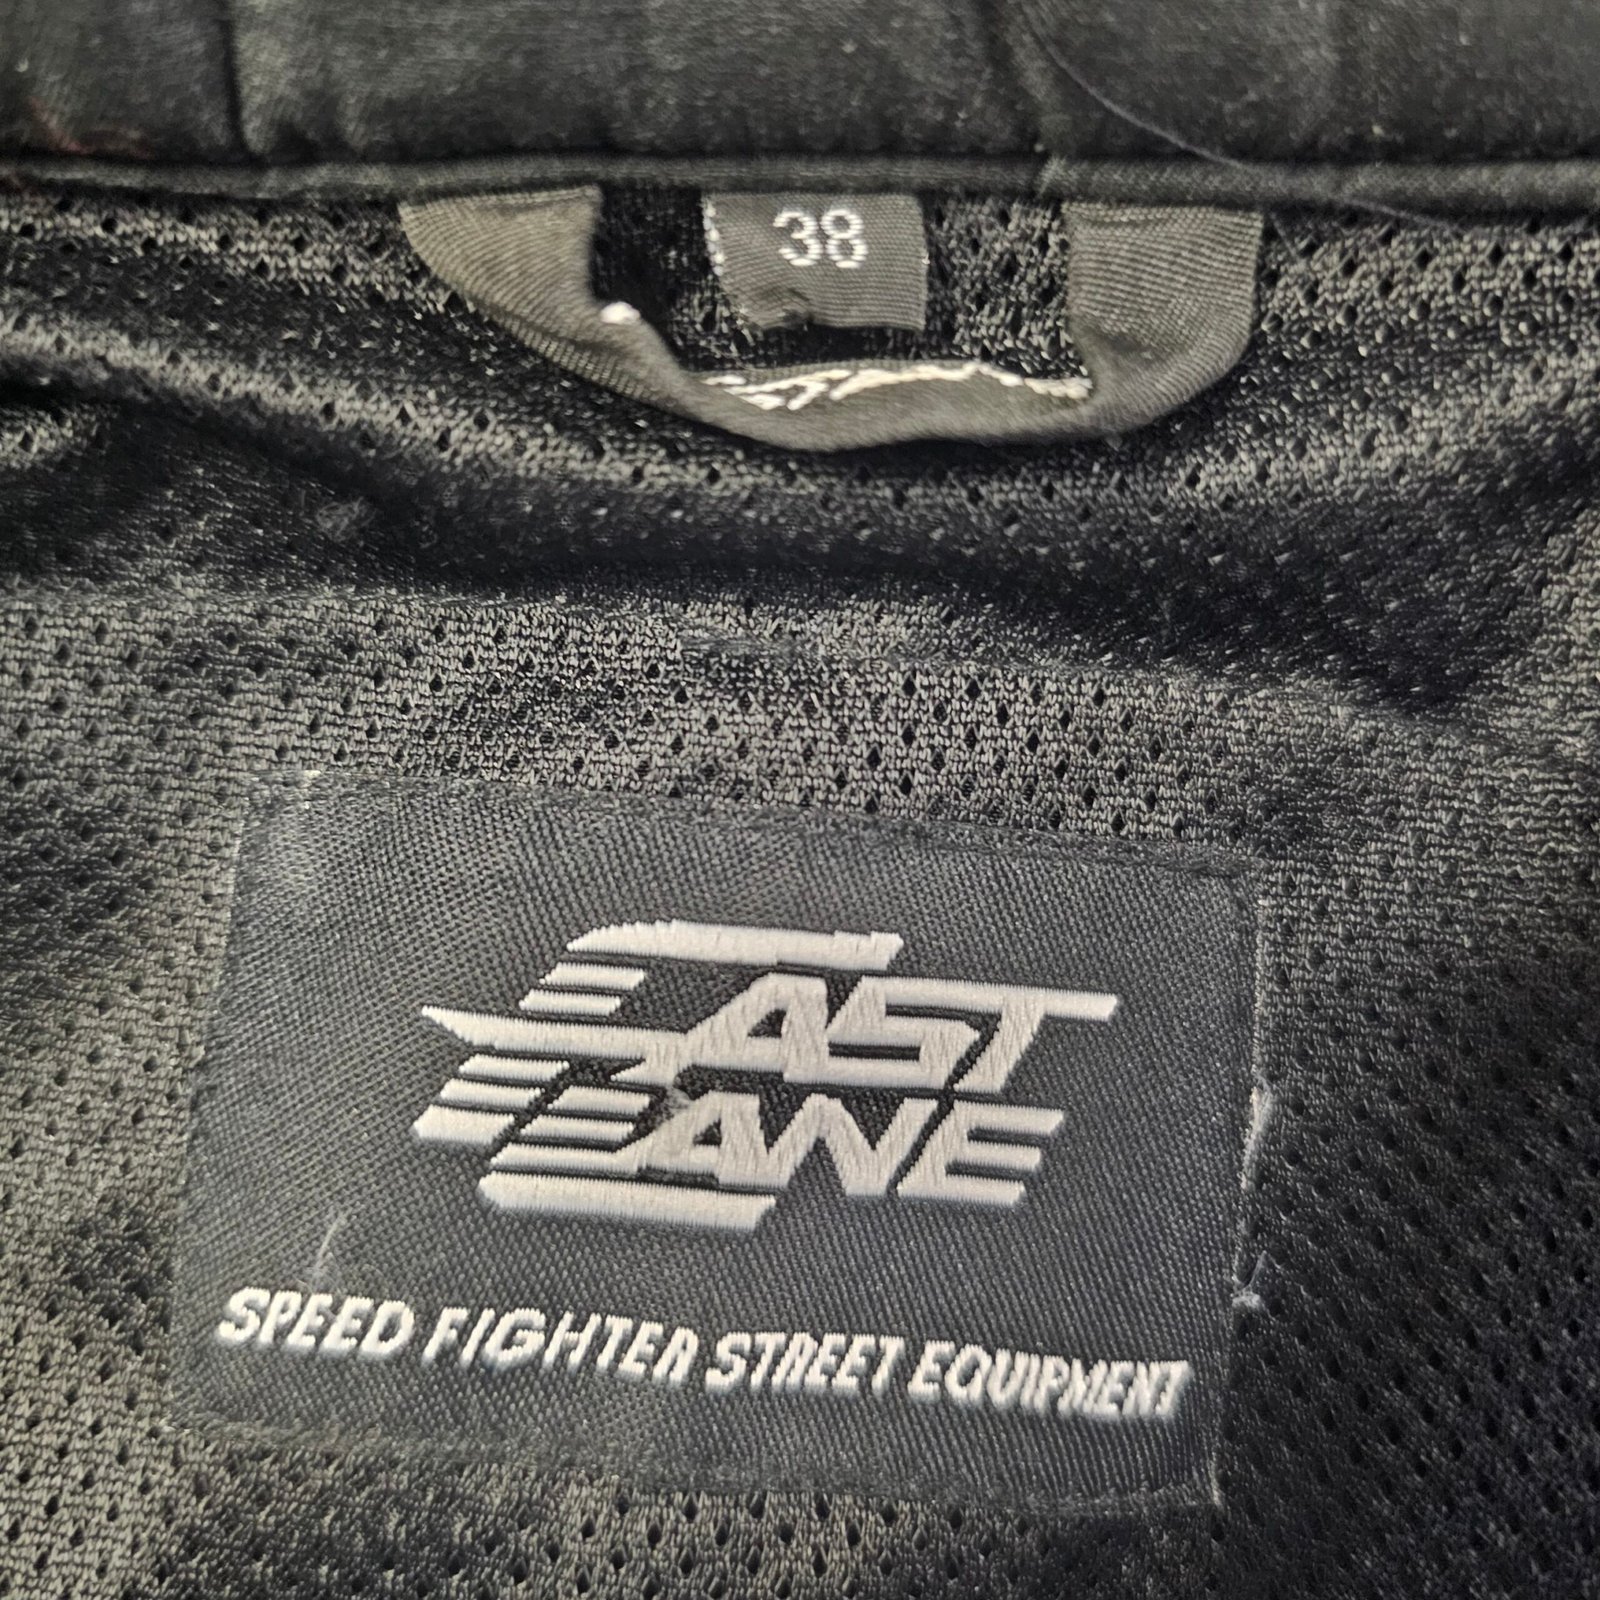 38
FAST
LANE
SPEED FIGHTER STREET EQUIPMENT